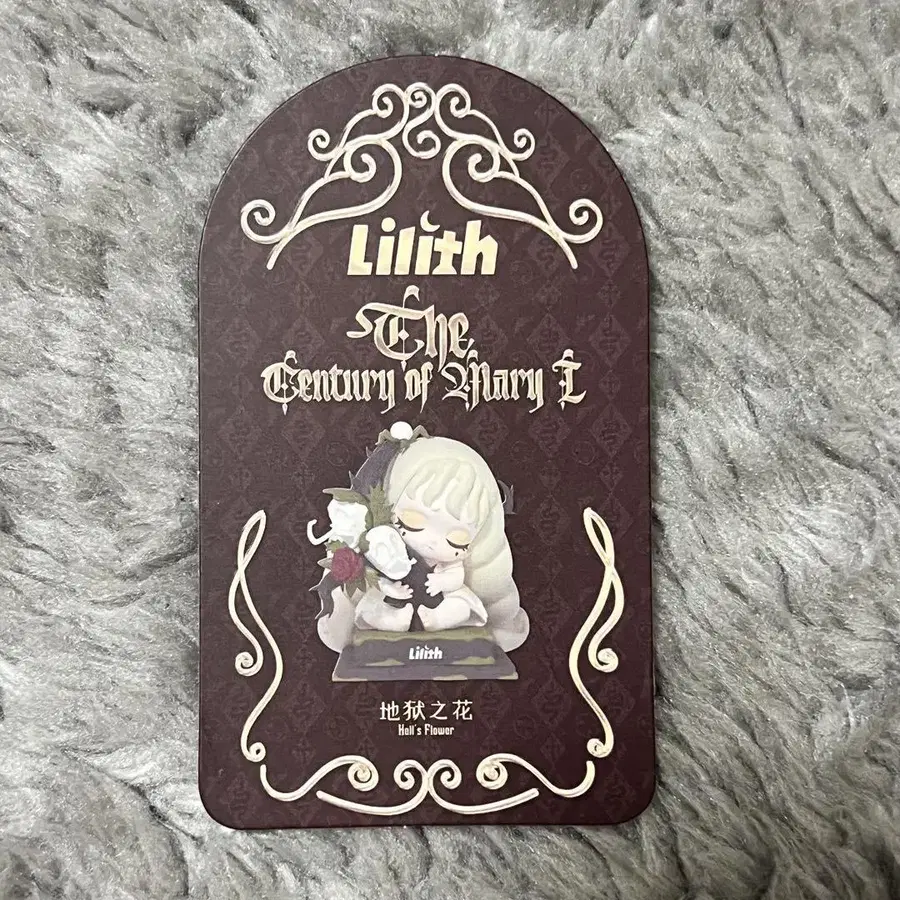 Lilith
The
Century of Mary I
Lilith
地狱之花
Hell's Flower